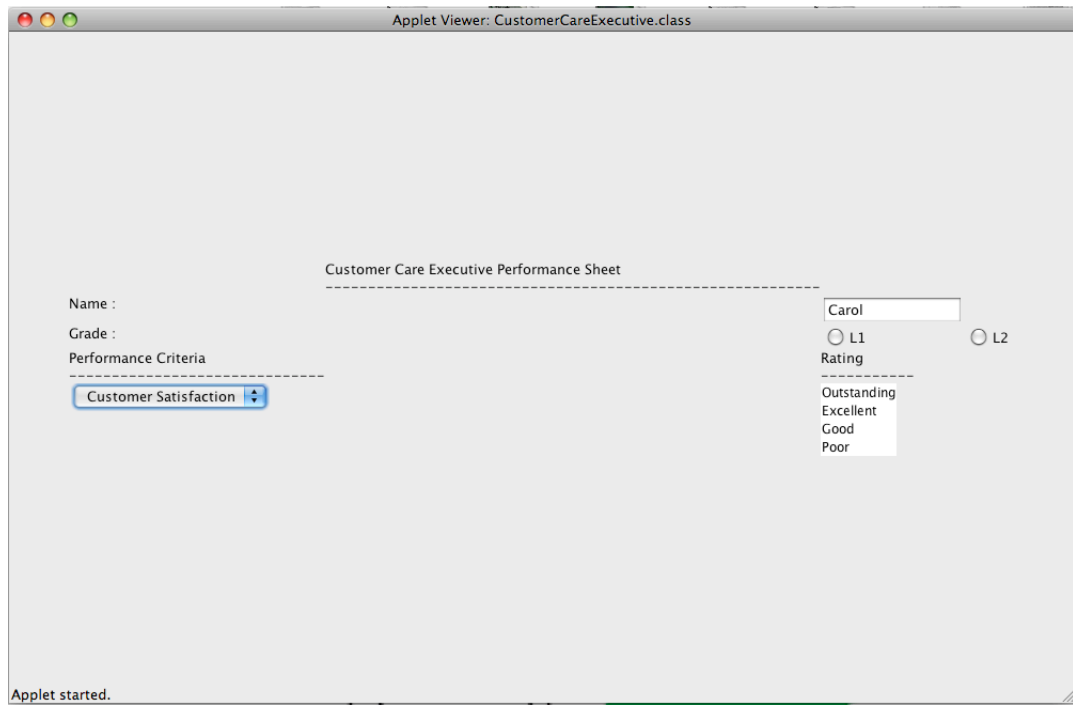 Applet Viewer: CustomerCareExecutive.class
Customer Care Executive Performance Sheet
----------------------------------------------------------
Name :
Carol
Grade :
L1
L2
Performance Criteria
Rating
------------------------------
-----------
Customer Satisfaction
Outstanding
Excellent
Good
Poor
Applet started.